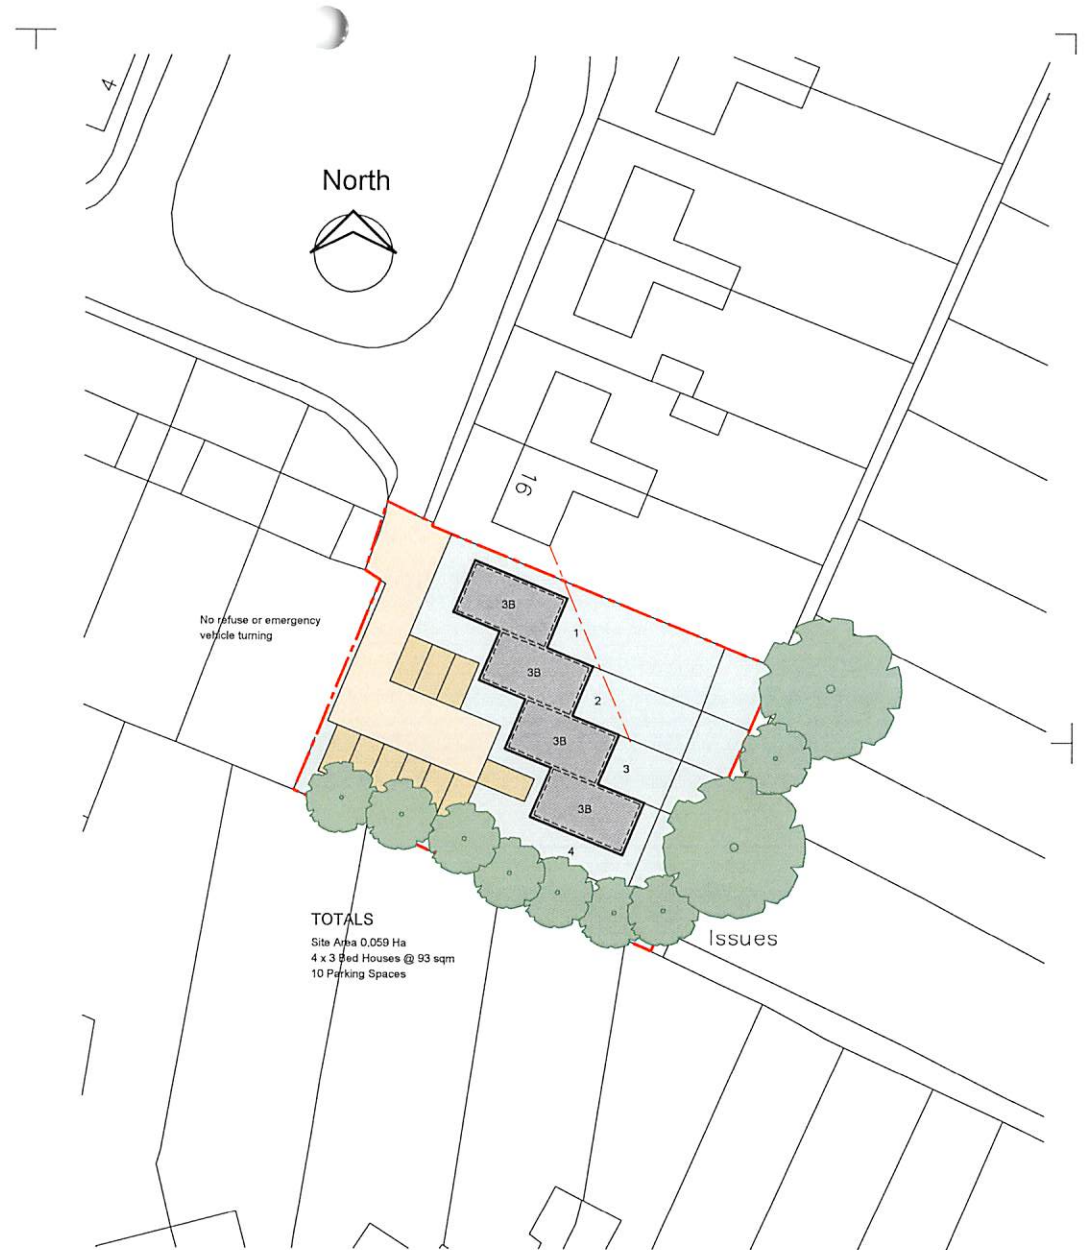 4
North
16
3B
1
No refuse or emergency
vehicle turning
3B
2
3B
3
3B
4
TOTALS
Site Area 0.059 Ha
4 x 3 Bed Houses @ 93 sqm
10 Parking Spaces
Issues